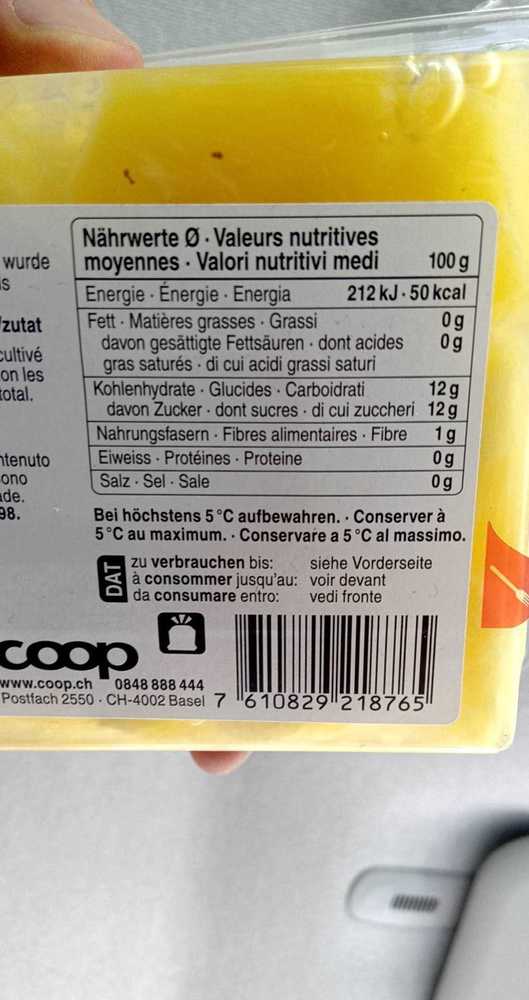 wurde
zutat
cultivé
on les
total.
ntenuto
ono
ade.
98.
Nährwerte Ø · Valeurs nutritives
moyennes · Valori nutritivi medi 100 g
Energie · Énergie · Energia 212 kJ · 50 kcal
Fett · Matières grasses · Grassi 0 g
davon gesättigte Fettsäuren · dont acides 0 g
gras saturés · di cui acidi grassi saturi
Kohlenhydrate · Glucides · Carboidrati 12 g
davon Zucker · dont sucres · di cui zuccheri 12 g
Nahrungsfasern · Fibres alimentaires · Fibre 1 g
Eiweiss · Protéines · Proteine 0 g
Salz · Sel · Sale 0 g
Bei höchstens 5 °C aufbewahren. · Conserver à
5 °C au maximum. · Conservare a 5 °C al massimo.
DAT
zu verbrauchen bis: siehe Vorderseite
à consommer jusqu'au: voir devant
da consumare entro: vedi fronte
coop
www.coop.ch 0848 888 444
Postfach 2550 · CH-4002 Basel
7 610829 218765